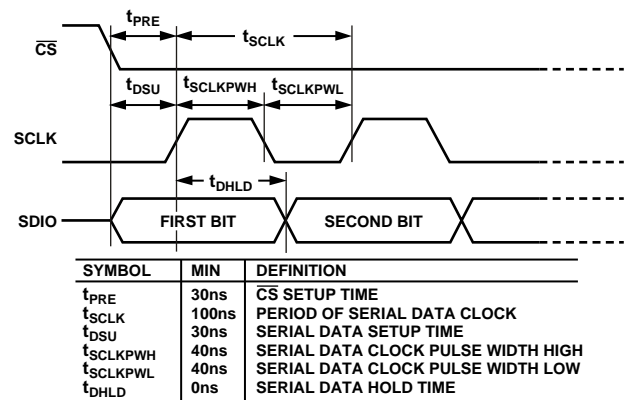 tPRE
tSCLK
CS
tDSU
tSCLKPWH
tSCLKPWL
SCLK
tDHLD
SDIO
FIRST BIT
SECOND BIT
SYMBOL MIN DEFINITION
tPRE 30ns CS SETUP TIME
tSCLK 100ns PERIOD OF SERIAL DATA CLOCK
tDSU 30ns SERIAL DATA SETUP TIME
tSCLKPWH 40ns SERIAL DATA CLOCK PULSE WIDTH HIGH
tSCLKPWL 40ns SERIAL DATA CLOCK PULSE WIDTH LOW
tDHLD 0ns SERIAL DATA HOLD TIME